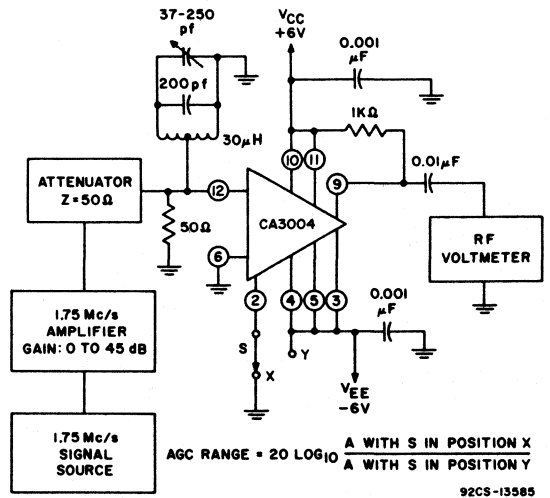 37-250
pf
200pf
30µH
VCC
+6V
0.001
µF
1KΩ
0.01µF
ATTENUATOR
Z=50Ω
50Ω
12
10
11
9
6
CA3004
RF
VOLTMETER
2
4
5
3
0.001
µF
S
X
Y
VEE
-6V
1.75 Mc/s
AMPLIFIER
GAIN: 0 TO 45 dB
1.75 Mc/s
SIGNAL
SOURCE
AGC RANGE = 20 LOG10 A WITH S IN POSITION X
A WITH S IN POSITION Y
92CS-13585